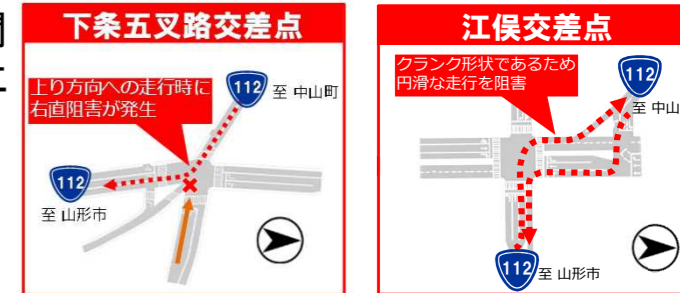 下条五叉路交差点
上り方向への走行時に
右直阻害が発生
112
至 中山町
112
至 山形市
江俣交差点
クランク形状であるため
円滑な走行を阻害
112
至 中山
112
至 山形市